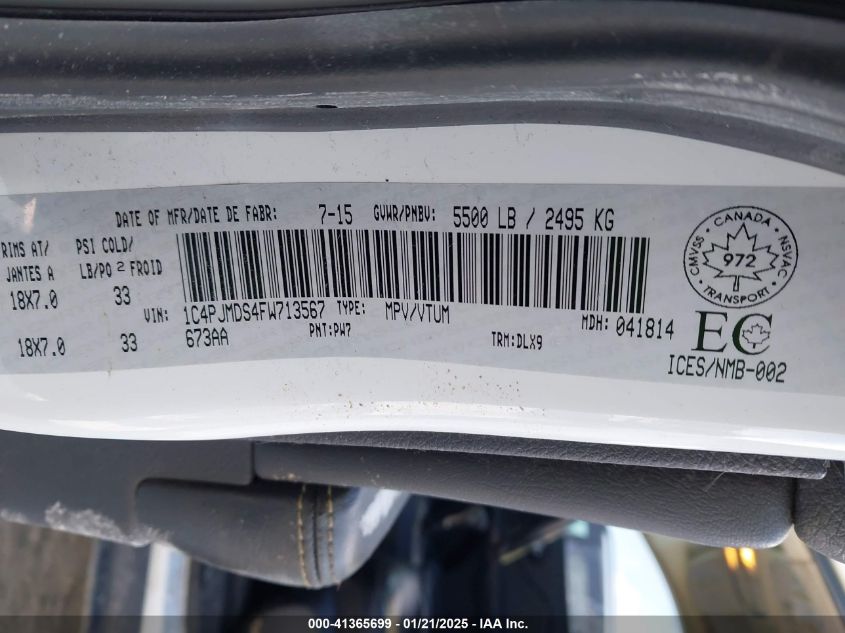 DATE OF MFR/DATE DE FABR: 7-15 GVWR/PNBV: 5500 LB / 2495 KG
RIMS AT/ PSI COLD/
JANTES A LB/PO 2 FROID
18X7.0 33
VIN: 1C4PJMDS4FW713567 TYPE: MPV/VTUM MDH: 041814
18X7.0 33 673AA PNT:PW7 TRM:DLX9
CANADA
CMVSS 972 NSVAC
TRANSPORT
EC
ICES/NMB-002
000-41365699 / 01/21/2025 / IAA Inc.